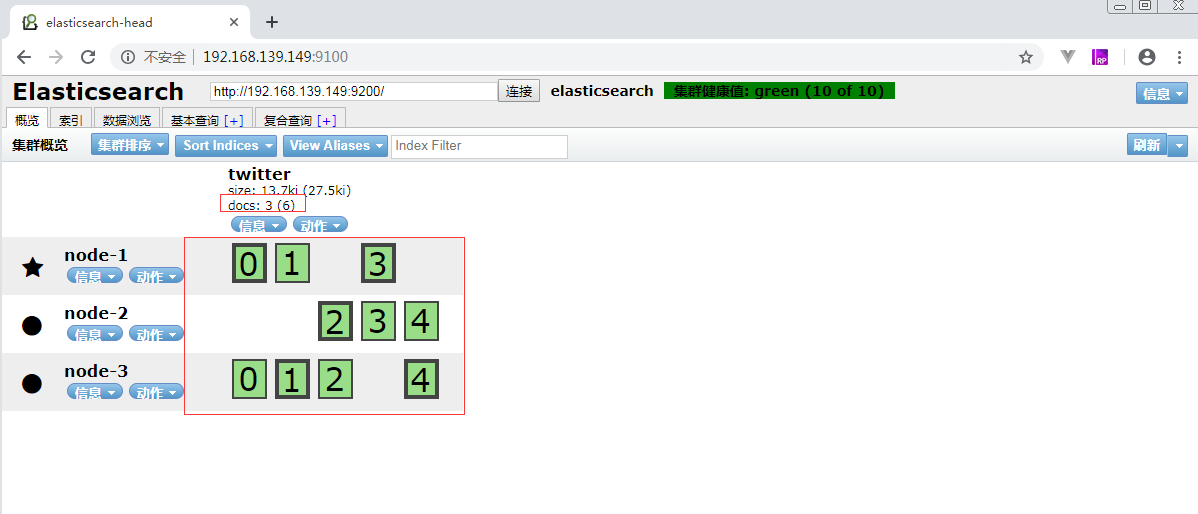 elasticsearch-head
不安全 192.168.139.149:9100
RP
Elasticsearch http://192.168.139.149:9200/ 连接 elasticsearch 集群健康值: green (10 of 10) 信息
概览 索引 数据浏览 基本查询 [+] 复合查询 [+]
集群概览 集群排序 Sort Indices View Aliases Index Filter 刷新
twitter
size: 13.7ki (27.5ki)
docs: 3 (6)
信息 动作
node-1
信息 动作
0 1 3
node-2
信息 动作
2 3 4
node-3
信息 动作
0 1 2 4